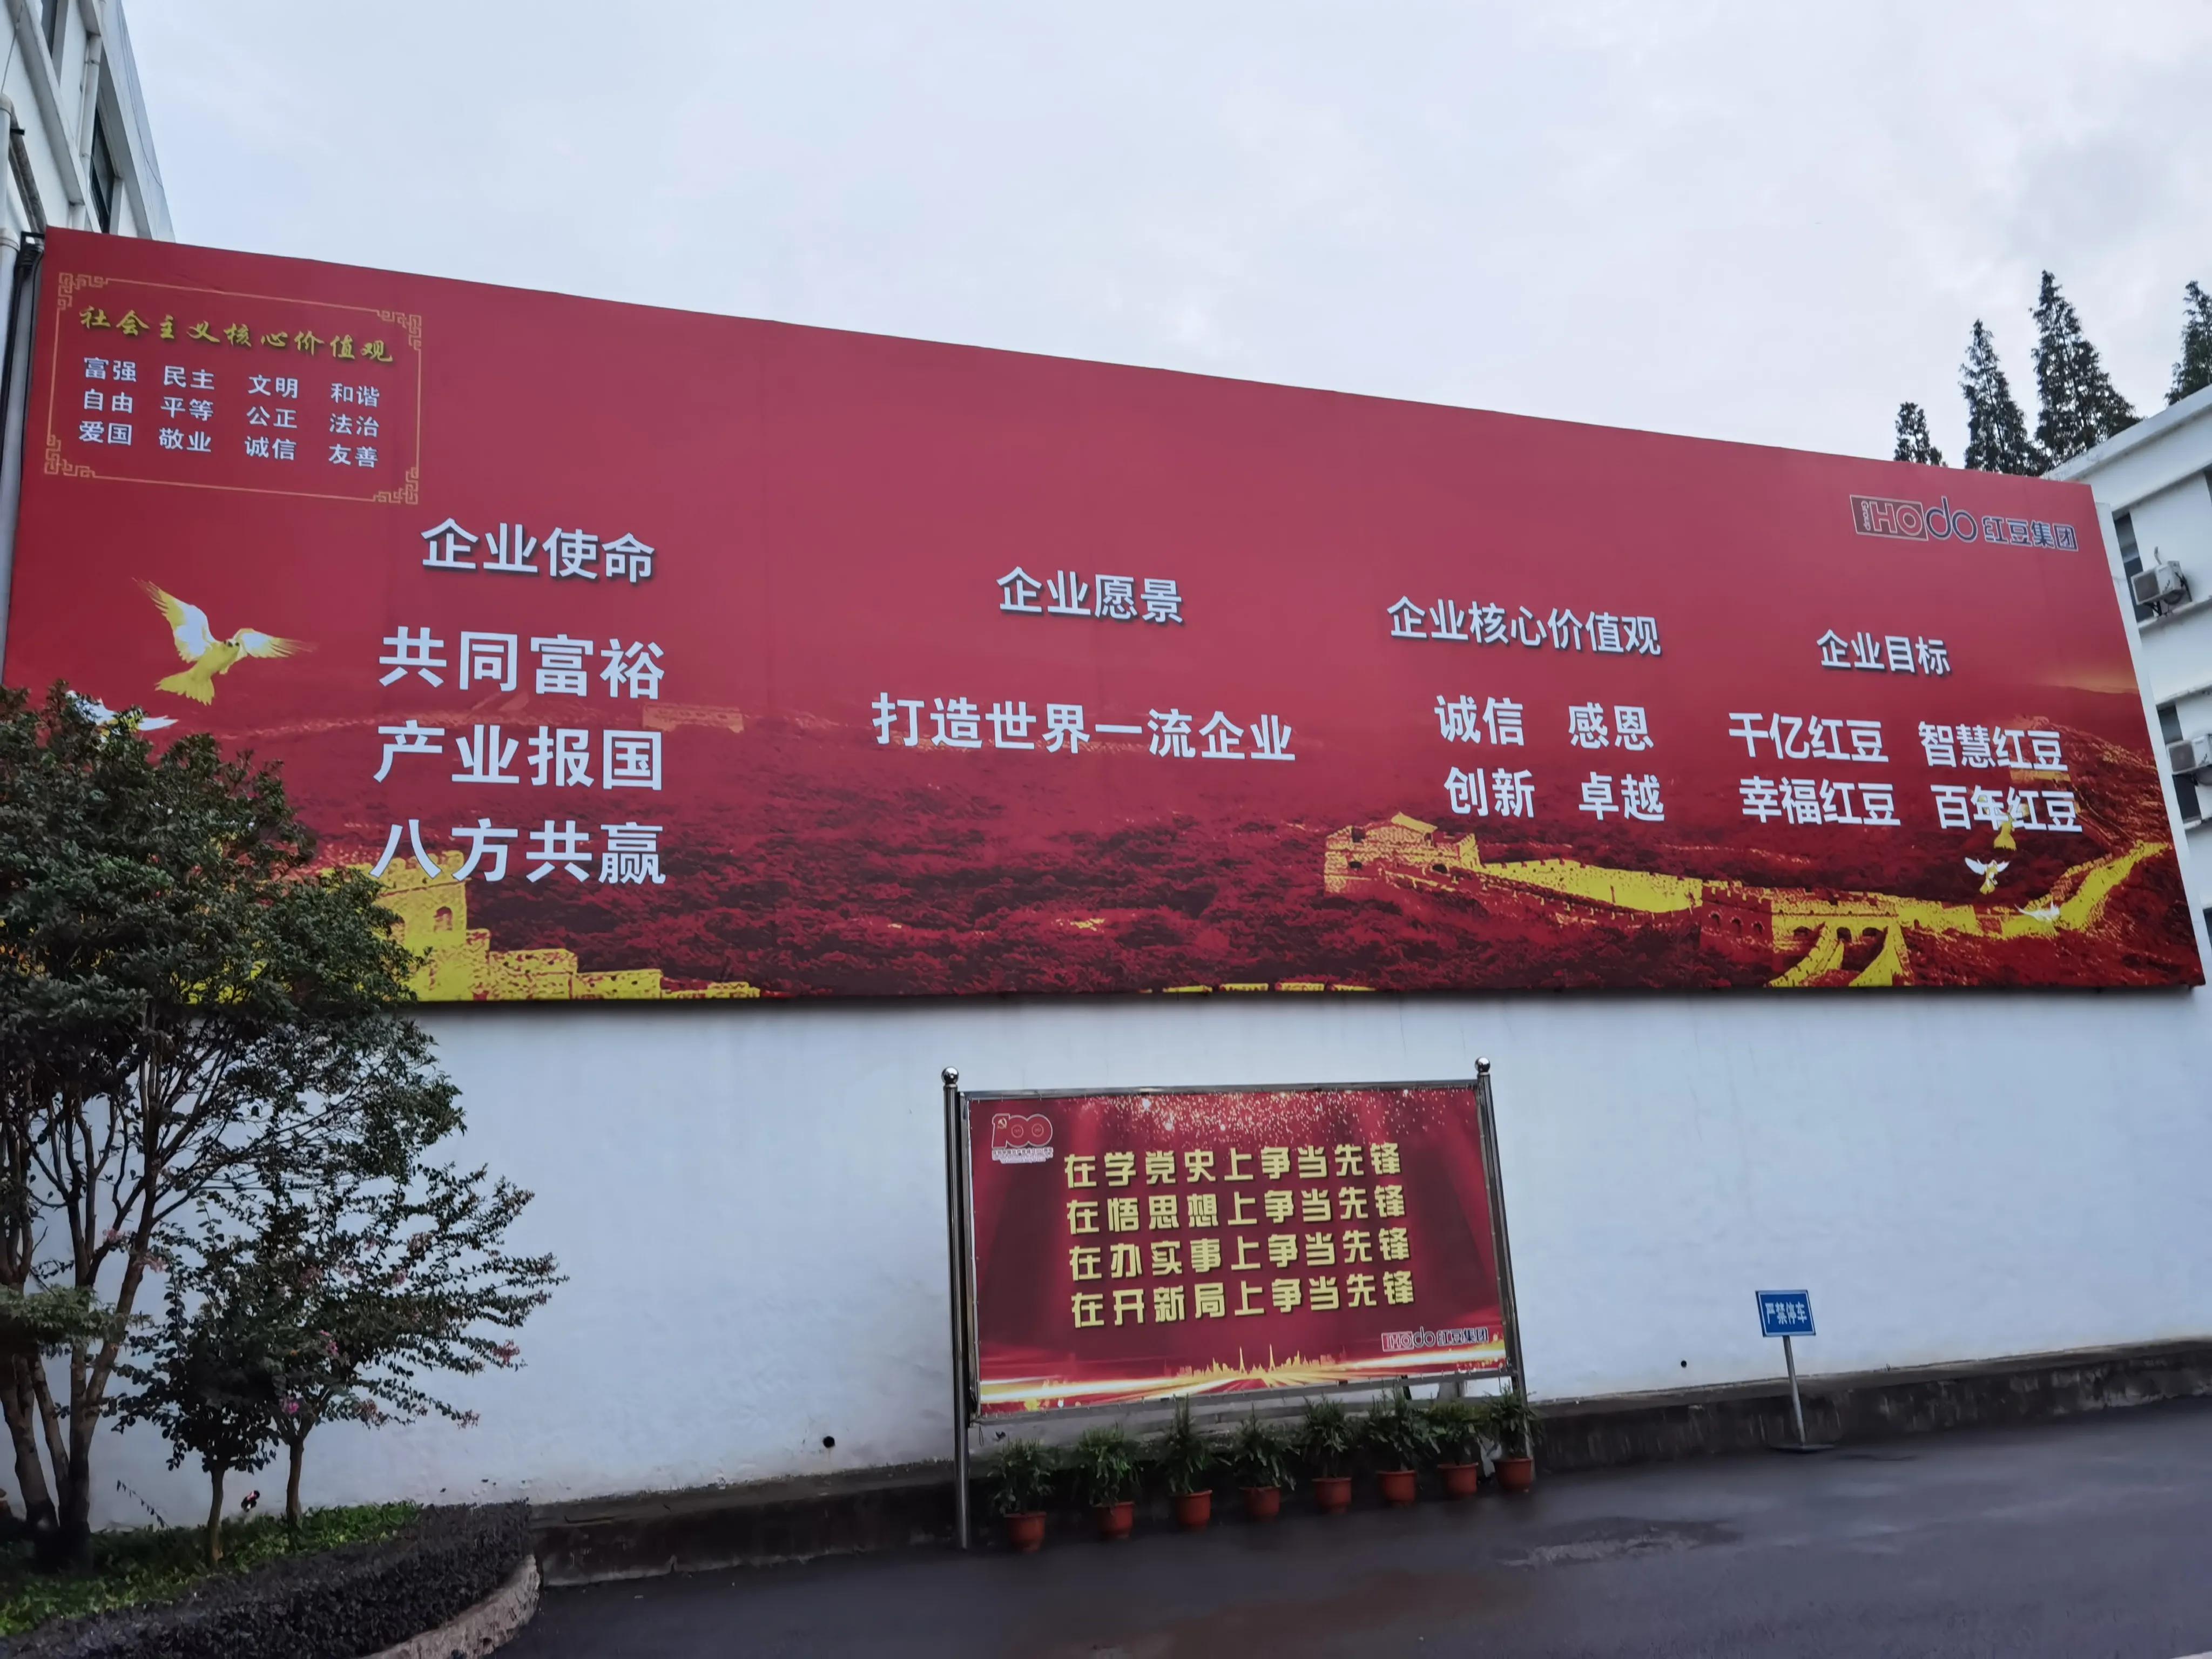 社会主义核心价值观
富强 民主 文明 和谐
自由 平等 公正 法治
爱国 敬业 诚信 友善
Group HOdo 红豆集团
企业使命
共同富裕
产业报国
八方共赢
企业愿景
打造世界一流企业
企业核心价值观
诚信 感恩
创新 卓越
企业目标
千亿红豆 智慧红豆
幸福红豆 百年红豆
100
在学党史上争当先锋
在悟思想上争当先锋
在办实事上争当先锋
在开新局上争当先锋
HOdo 红豆集团
严禁停车